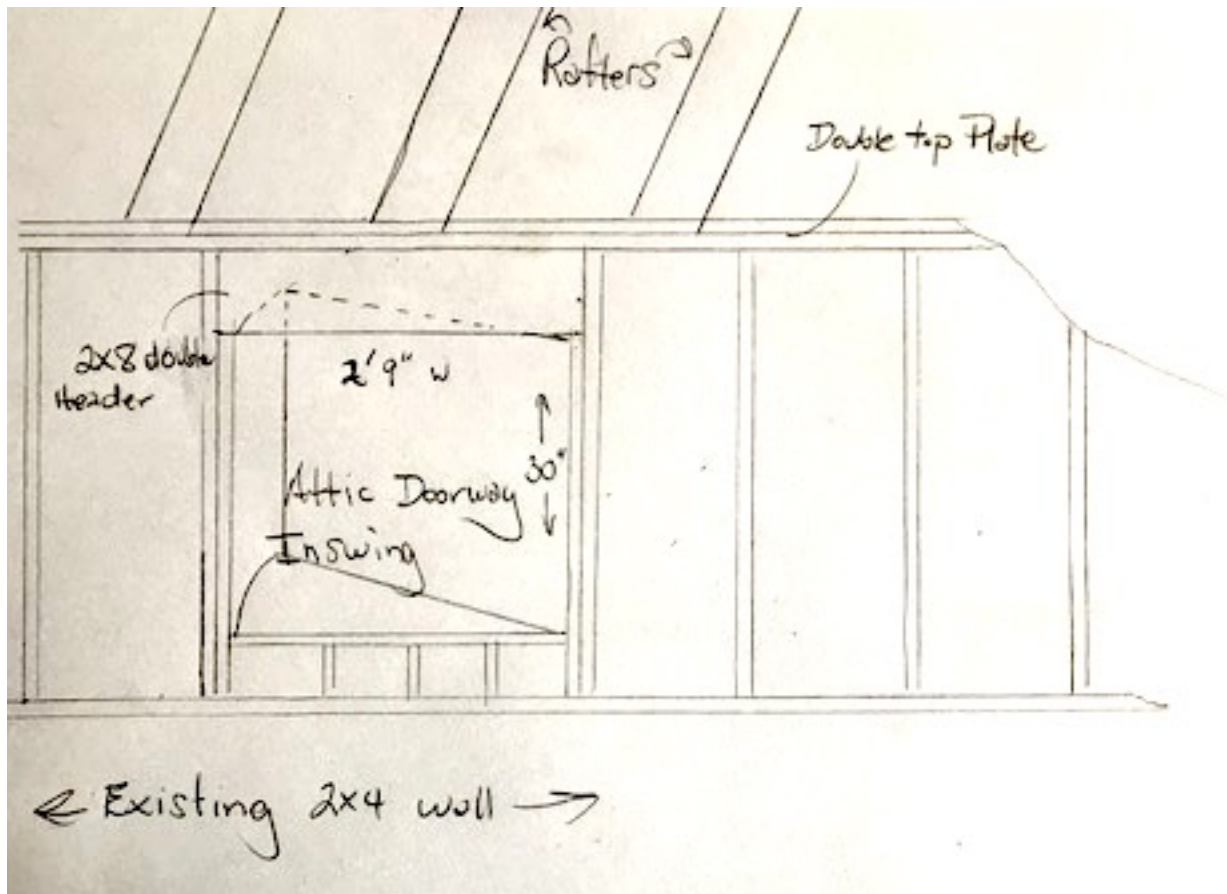 Rafters
Double top Plate
2x8 double
Header
2' 9" w
30"
Attic Doorway
Inswing
Existing 2x4 wall